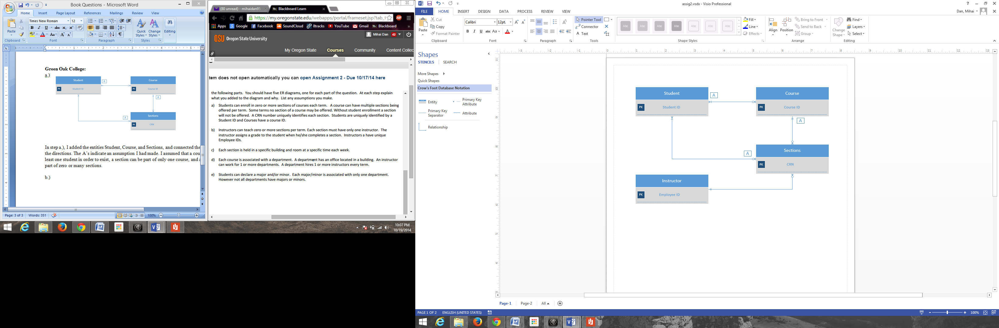 Book Questions - Microsoft Word
Home Insert Page Layout References Mailings Review View
Times New Roman 12
Paste
Quick Styles Change Styles Editing
Clipboard Font Paragraph Styles
Green Oak College:
a.)
Student
PK Student ID
A
Course
PK Course ID
A
A
Sections
PK CRN
In step a.), I added the entities Student, Course, and Sections, and connected the
the directions. The A's indicate an assumption I had made. I assumed that a cou
least one student in order to exist, a section can be part of only one course, and a
part of zero or many sections.
b.)
Page: 3 of 3 Words: 351 100%
(80 unread) - mihaidan95
Blackboard Learn
https://my.oregonstate.edu/webapps/portal/frameset.jsp?tab_1
ABP
Apps Google Facebook SoundCloud 8tracks YouTube Gmail Blackboard »
OSU Oregon State University
Mihai Dan 42
My Oregon State Courses Community Content Collec
tem does not open automatically you can open Assignment 2 - Due 10/17/14 here
the following parts. You should have five ER diagrams, one for each part of the question. At each step explain
what you added to the diagram and why. List any assumptions you make.
a) Students can enroll in zero or more sections of courses each term. A course can have multiple sections being
offered per term. Some terms no section of a course may be offered. Without student enrollment a section
will not be offered. A CRN number uniquely identifies each section. Students are uniquely identified by a
Student ID and Courses have a course ID.
b) Instructors can teach zero or more sections per term. Each section must have only one instructor. The
instructor assigns a grade to the student when he/she completes a section. Instructors a have unique
Employee IDs.
c) Each section is held in a specific building and room at a specific time each week.
d) Each course is associated with a department. A department has an office located in a building. An instructor
can work for 1 or more departments. A department hires 1 or more instructors every term.
e) Students can declare a major and/or minor. Each major/minor is associated with only one department.
However not all departments have majors or minors.
10:07 PM
10/19/2014
assig2.vsdx - Visio Professional
FILE HOME INSERT DESIGN DATA PROCESS REVIEW VIEW
Dan, Mihai
Paste
Cut
Copy
Format Painter
Calibri 12pt.
Pointer Tool
Connector
Text
Abc Abc Abc Abc Abc Abc Abc
Fill
Line
Effects
Align Position
Bring to Front
Send to Back
Group
Change Shape
Find
Layers
Select
Clipboard Font Paragraph Tools Shape Styles Arrange Editing
Shapes
STENCILS SEARCH
More Shapes
Quick Shapes
Crow's Foot Database Notation
Entity
Primary Key Attribute
Primary Key Separator
Attribute
Relationship
Student
PK Student ID
A
Course
PK Course ID
A
A
Sections
PK CRN
Instructor
PK Employee ID
Page-1 Page-2 All
PAGE 1 OF 2 ENGLISH (UNITED STATES) 100%